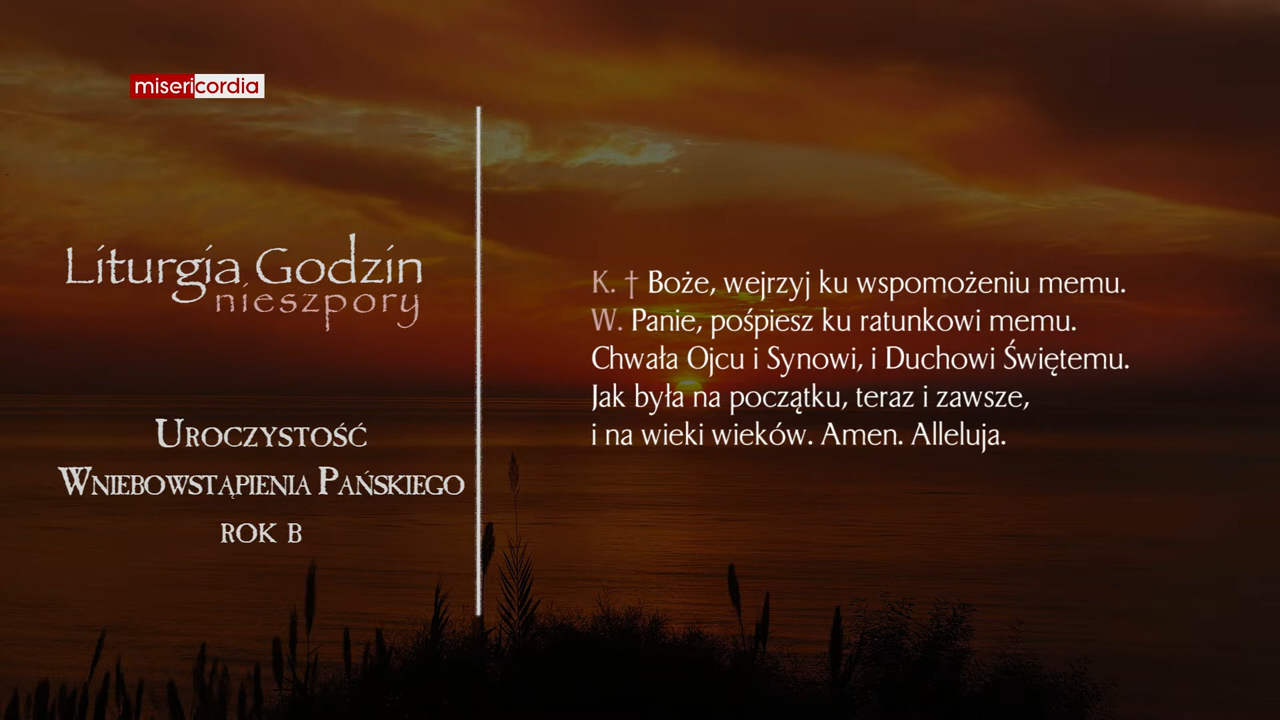 misericordia
Liturgia Godzin
nieszpory
Uroczystość
Wniebowstąpienia Pańskiego
rok B
K. † Boże, wejrzyj ku wspomożeniu memu.
W. Panie, pośpiesz ku ratunkowi memu.
Chwała Ojcu i Synowi, i Duchowi Świętemu.
Jak była na początku, teraz i zawsze,
i na wieki wieków. Amen. Alleluja.